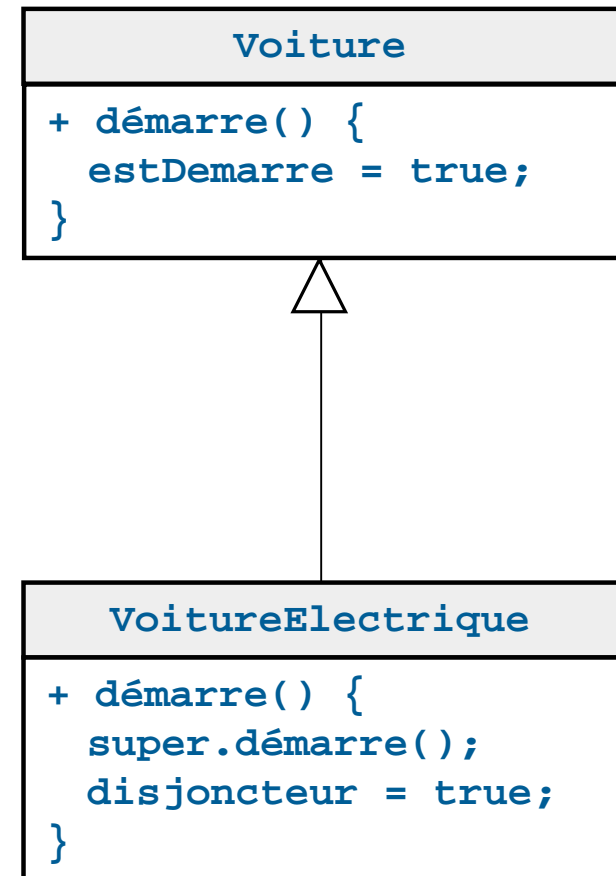 Voiture
+ démarre() {
estDemarre = true;
}
VoitureElectrique
+ démarre() {
super.démarre();
disjoncteur = true;
}